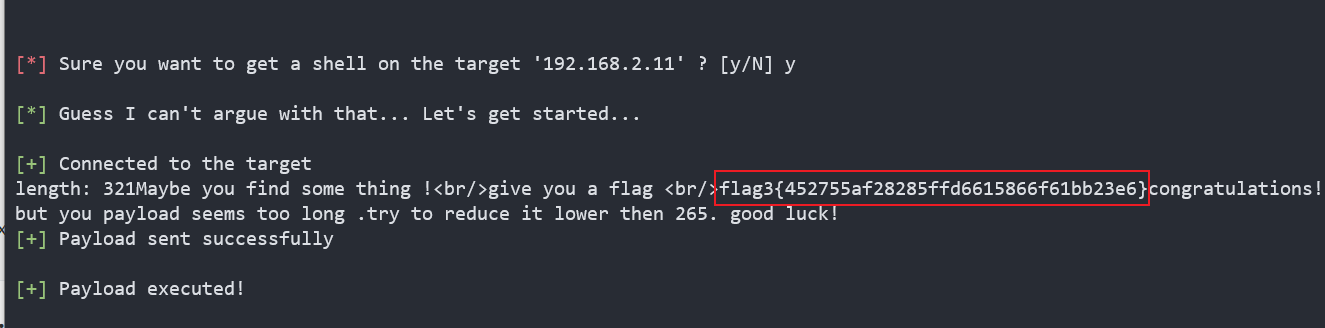 [*] Sure you want to get a shell on the target '192.168.2.11' ? [y/N] y
[*] Guess I can't argue with that... Let's get started...
[+] Connected to the target
length: 321Maybe you find some thing !<br/>give you a flag <br/>flag3{452755af28285ffd6615866f61bb23e6}congratulations!
but you payload seems too long .try to reduce it lower then 265. good luck!
[+] Payload sent successfully
[+] Payload executed!